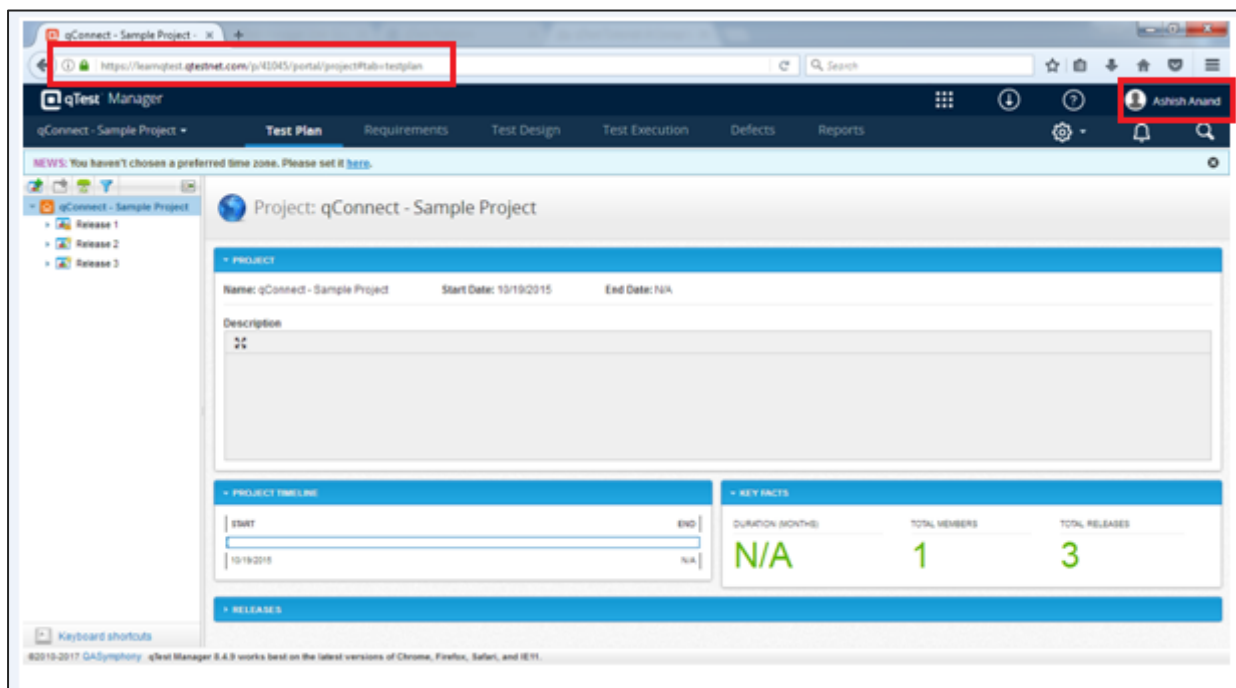 qConnect - Sample Project -
https://learnqtest.qtestnet.com/p/41045/portal/project#tab=testplan
Search
qTest Manager
Ashish Anand
qConnect - Sample Project
Test Plan Requirements Test Design Test Execution Defects Reports
NEWS: You haven't chosen a preferred time zone. Please set it here.
qConnect - Sample Project
Release 1
Release 2
Release 3
Project: qConnect - Sample Project
PROJECT
Name: qConnect - Sample Project Start Date: 10/19/2015 End Date: N/A
Description
PROJECT TIMELINE
START END
10/19/2015 N/A
KEY FACTS
DURATION (MONTHS) TOTAL MEMBERS TOTAL RELEASES
N/A 1 3
RELEASES
Keyboard shortcuts
©2010-2017 QASymphony qTest Manager 8.4.9 works best on the latest versions of Chrome, Firefox, Safari, and IE11.